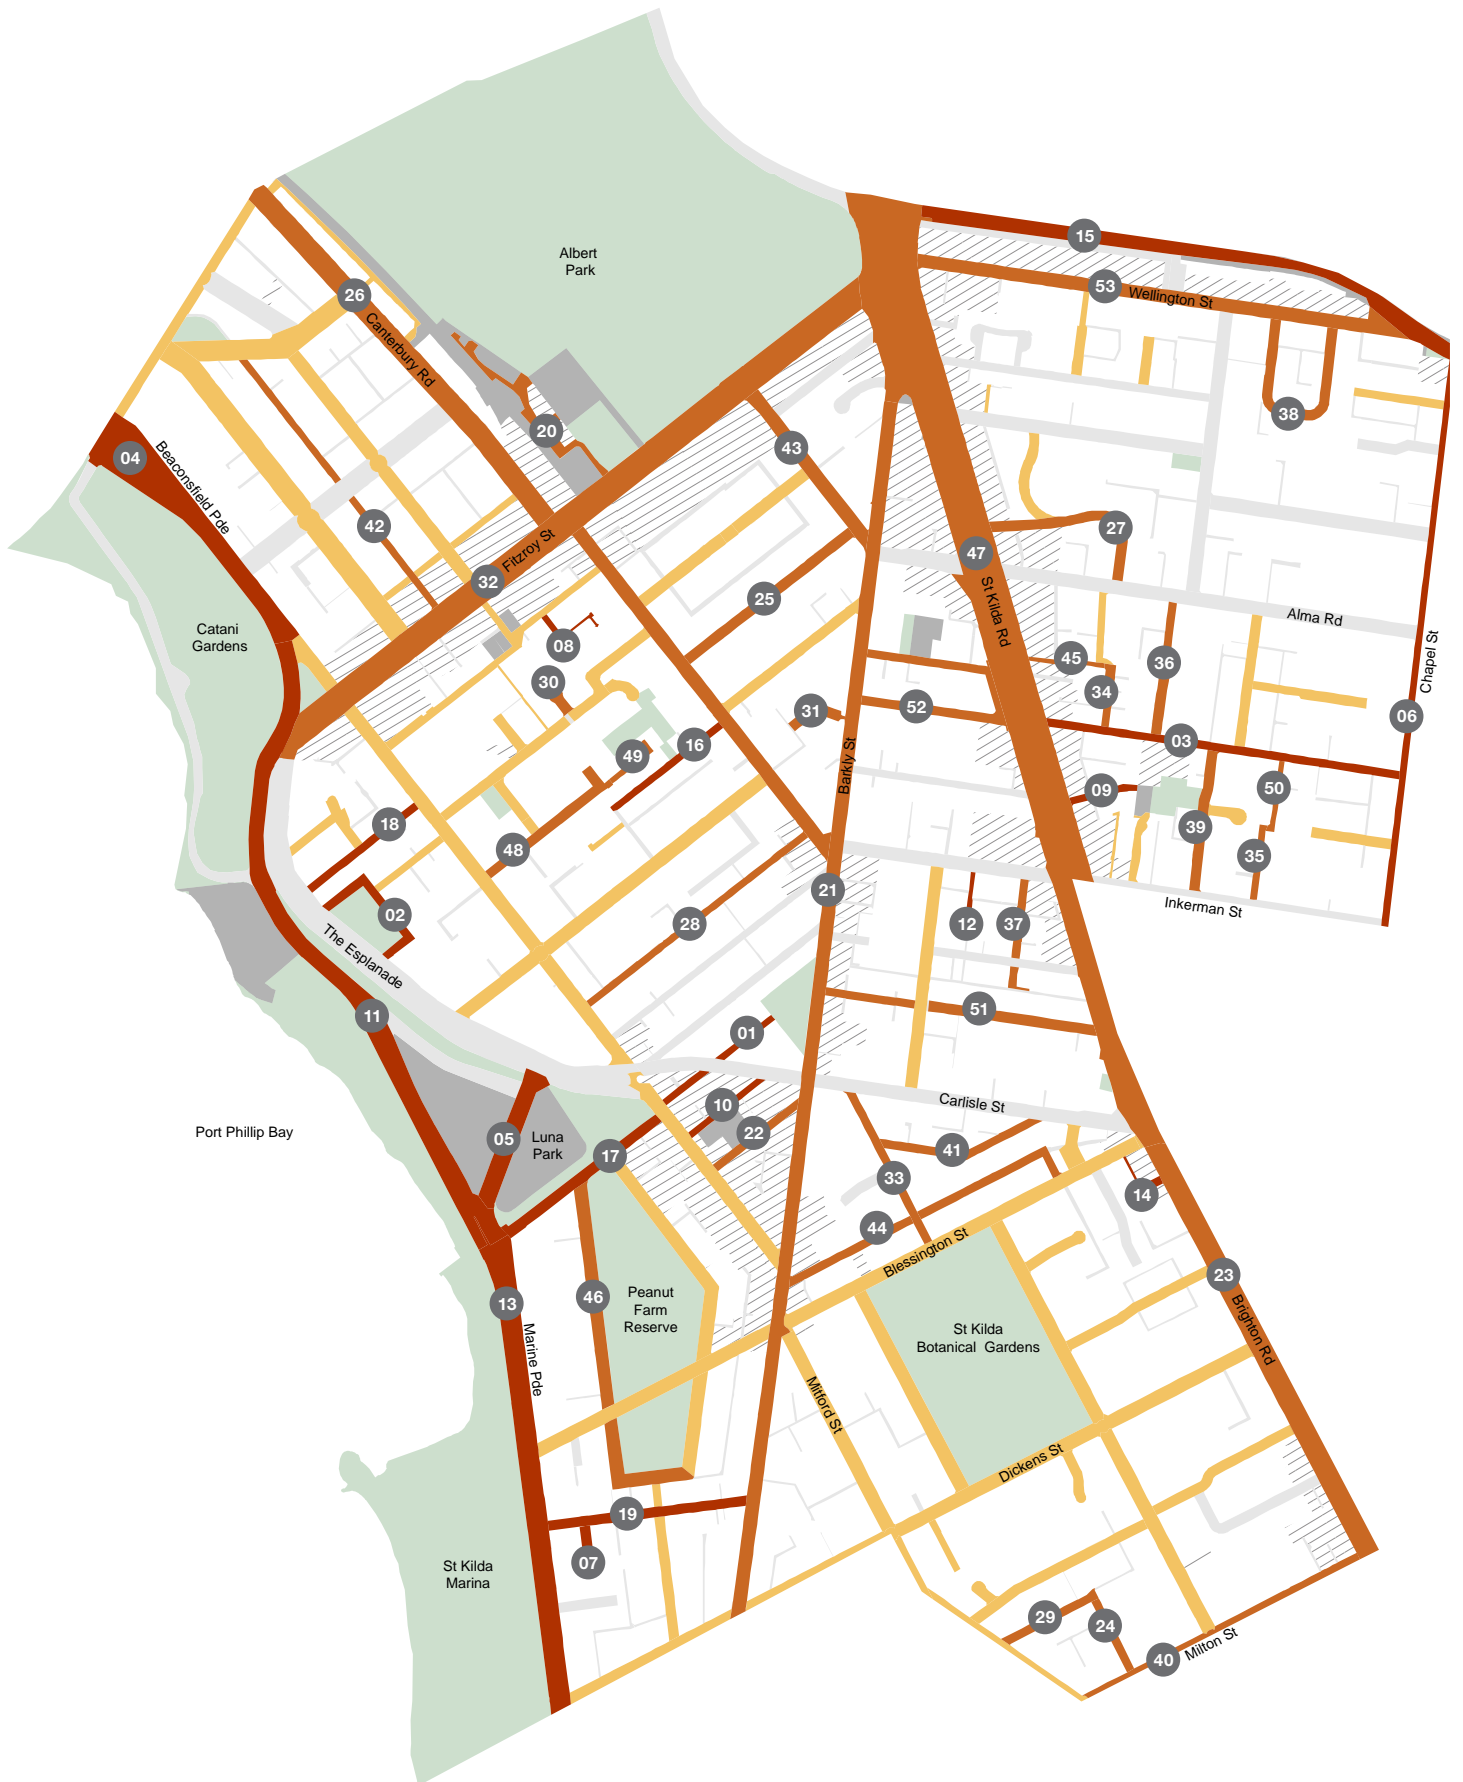 15
Albert
Park
53
Wellington St
26
Canterbury Rd
38
20
43
04
Beaconsfield Pde
42
27
47
Fitzroy St
32
25
St Kilda Rd
Alma Rd
Catani
Gardens
08
45
36
Chapel St
30
34
31
52
06
49
16
03
Barkly St
09
50
18
39
48
35
21
02
28
12
37
Inkerman St
The Esplanade
11
51
01
10
Carlisle St
Port Phillip Bay
05
Luna
Park
22
17
41
33
14
44
Blessington St
46
Peanut
Farm
Reserve
13
23
Marine Pde
Brighton Rd
St Kilda
Botanical Gardens
Mitford St
Dickens St
19
07
St Kilda
Marina
29
24
40
Milton St